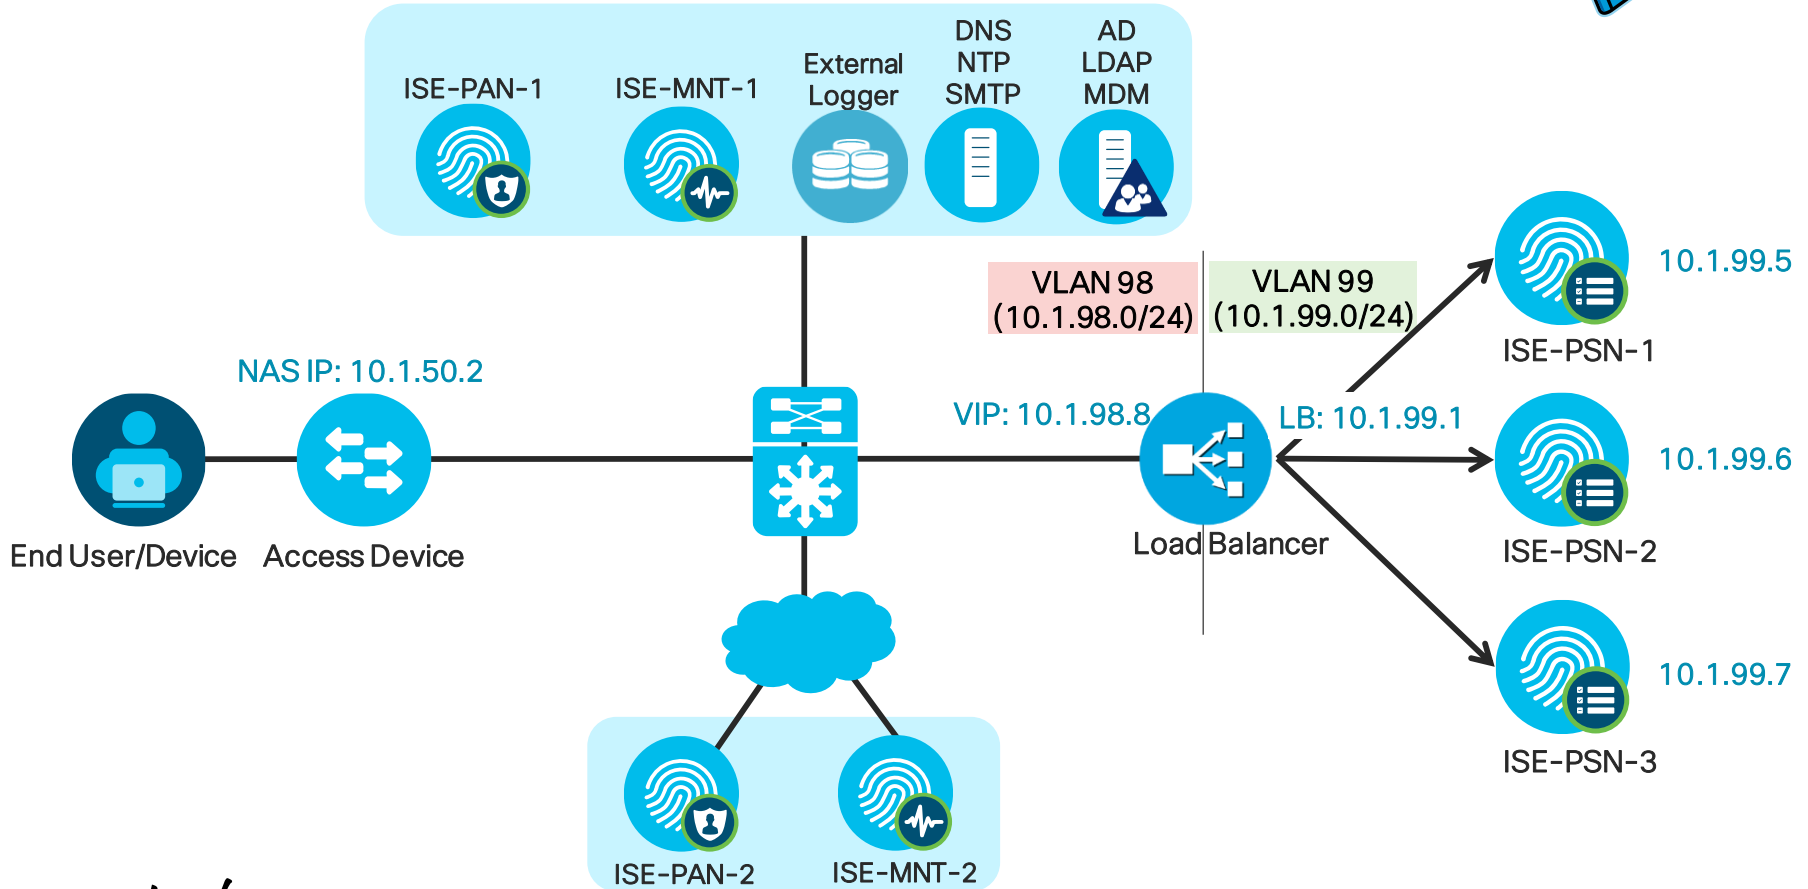 ISE-PAN-1
ISE-MNT-1
External
Logger
DNS
NTP
SMTP
AD
LDAP
MDM
VLAN 98
(10.1.98.0/24)
VLAN 99
(10.1.99.0/24)
10.1.99.5
ISE-PSN-1
NAS IP: 10.1.50.2
VIP: 10.1.98.8
LB: 10.1.99.1
10.1.99.6
End User/Device
Access Device
Load Balancer
ISE-PSN-2
10.1.99.7
ISE-PSN-3
ISE-PAN-2
ISE-MNT-2